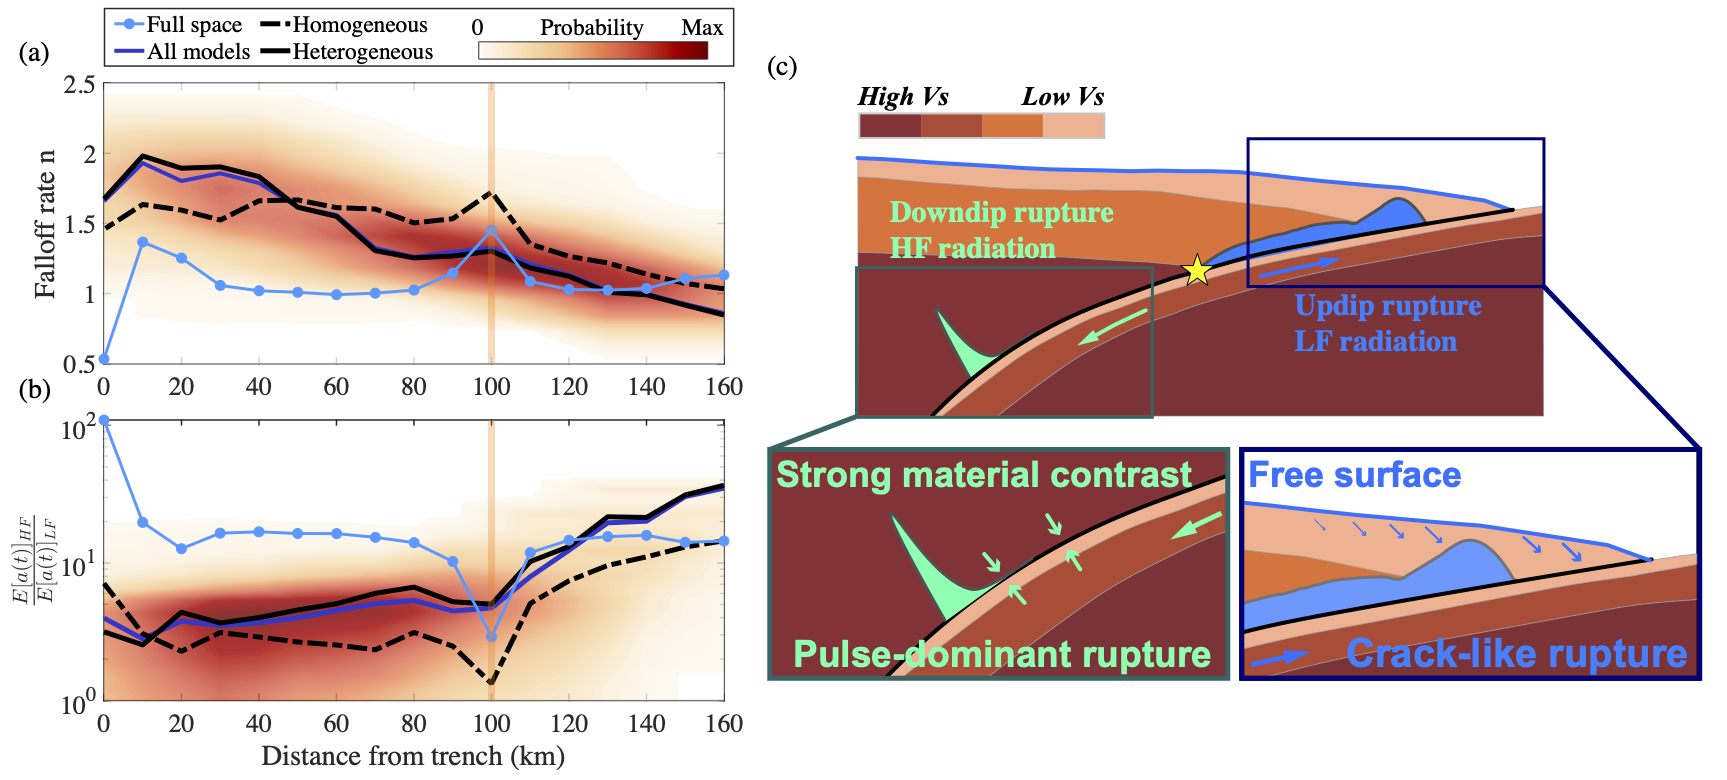 Full space
Homogeneous
All models
Heterogeneous
0 Probability Max
(a)
2.5
2
1.5
1
0.5
Falloff rate n
0 20 40 60 80 100 120 140 160
(b)
10^2
10^1
10^0
E[a(t)]_{HF}
E[a(t)]_{LF}
0 20 40 60 80 100 120 140 160
Distance from trench (km)
(c)
High Vs Low Vs
Downdip rupture
HF radiation
Updip rupture
LF radiation
Strong material contrast
Pulse-dominant rupture
Free surface
Crack-like rupture